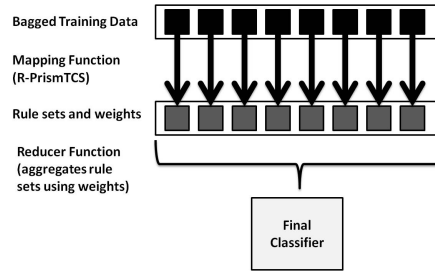 Bagged Training Data
Mapping Function
(R-PrismTCS)
Rule sets and weights
Reducer Function
(aggregates rule
sets using weights)
Final
Classifier